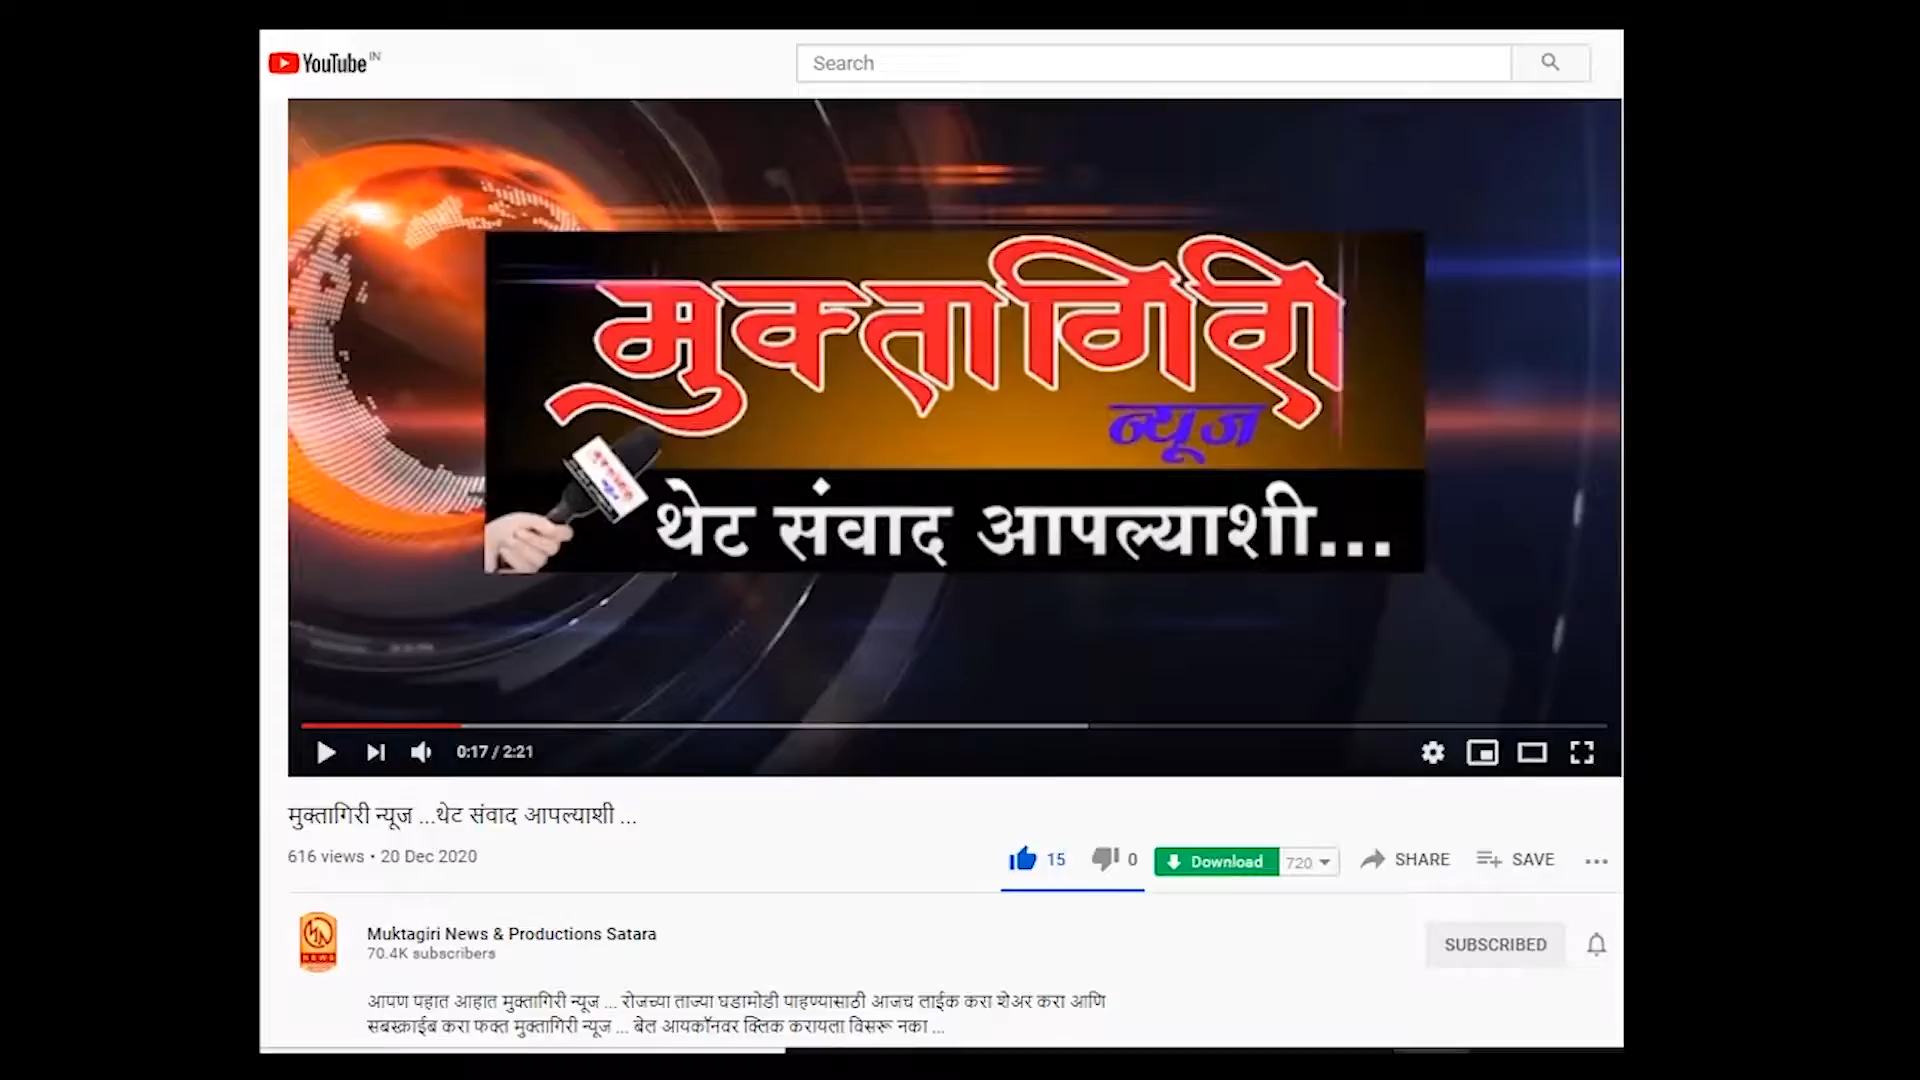 YouTube IN
Search
मुक्तागिरी
न्यूज
थेट संवाद आपल्याशी...
0:17 / 2:21
मुक्तागिरी न्यूज ...थेट संवाद आपल्याशी ...
616 views • 20 Dec 2020
15 0 Download 720 SHARE SAVE
Muktagiri News & Productions Satara
70.4K subscribers
SUBSCRIBED
NEWS
आपण पहात आहात मुक्तागिरी न्यूज ... रोजच्या ताज्या घडामोडी पाहण्यासाठी आजच लाईक करा शेअर करा आणि
सबस्क्राईब करा फक्त मुक्तागिरी न्यूज ... बेल आयकॉनवर क्लिक करायला विसरू नका ...